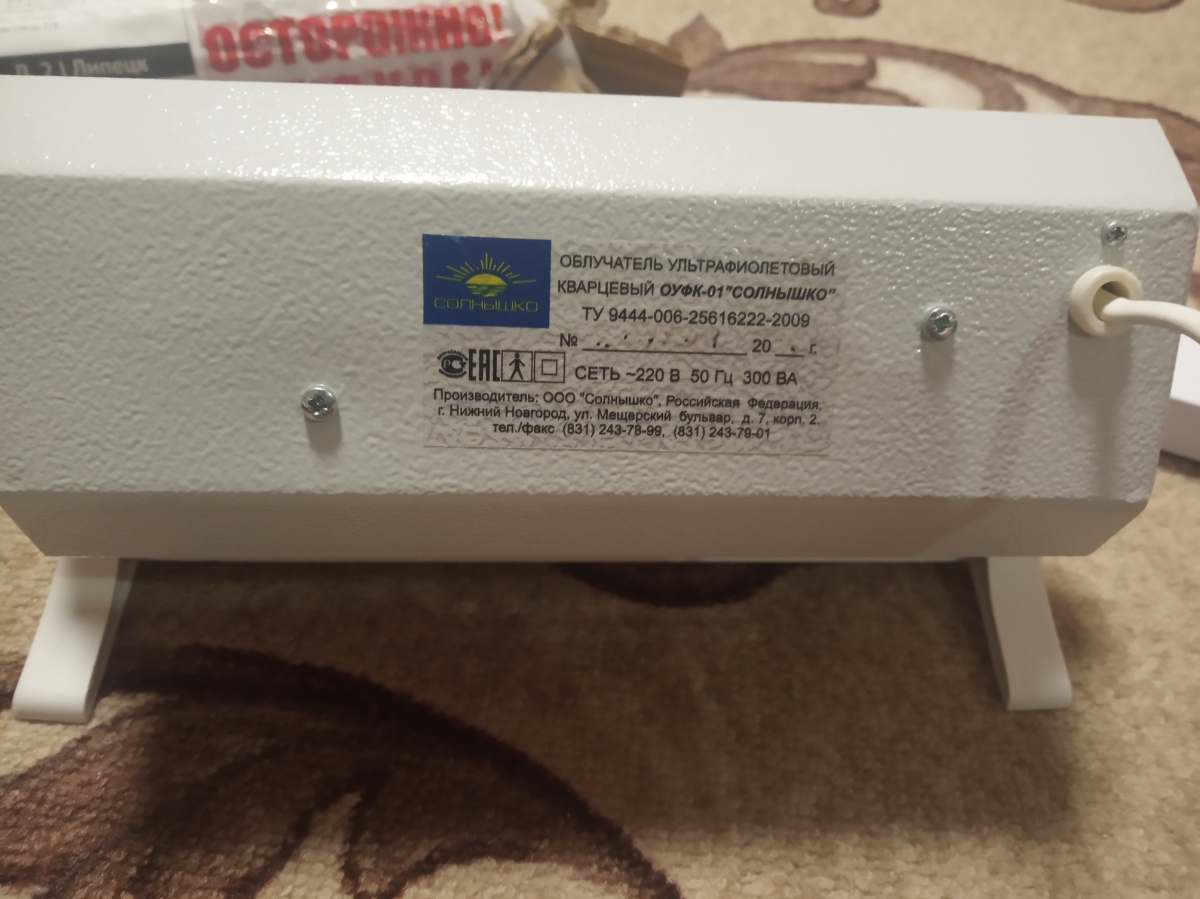 ОСТОРОЖНО!
Липецк
СОЛНЫШКО
ОБЛУЧАТЕЛЬ УЛЬТРАФИОЛЕТОВЫЙ
КВАРЦЕВЫЙ ОУФК-01"СОЛНЫШКО"
ТУ 9444-006-25616222-2009
№ 20 г.
ЕАС СЕТЬ ~220 В 50 Гц 300 ВА
Производитель: ООО "Солнышко", Российская Федерация,
г. Нижний Новгород, ул. Мещерский бульвар, д. 7, корп. 2.
тел./факс (831) 243-78-99, (831) 243-79-01